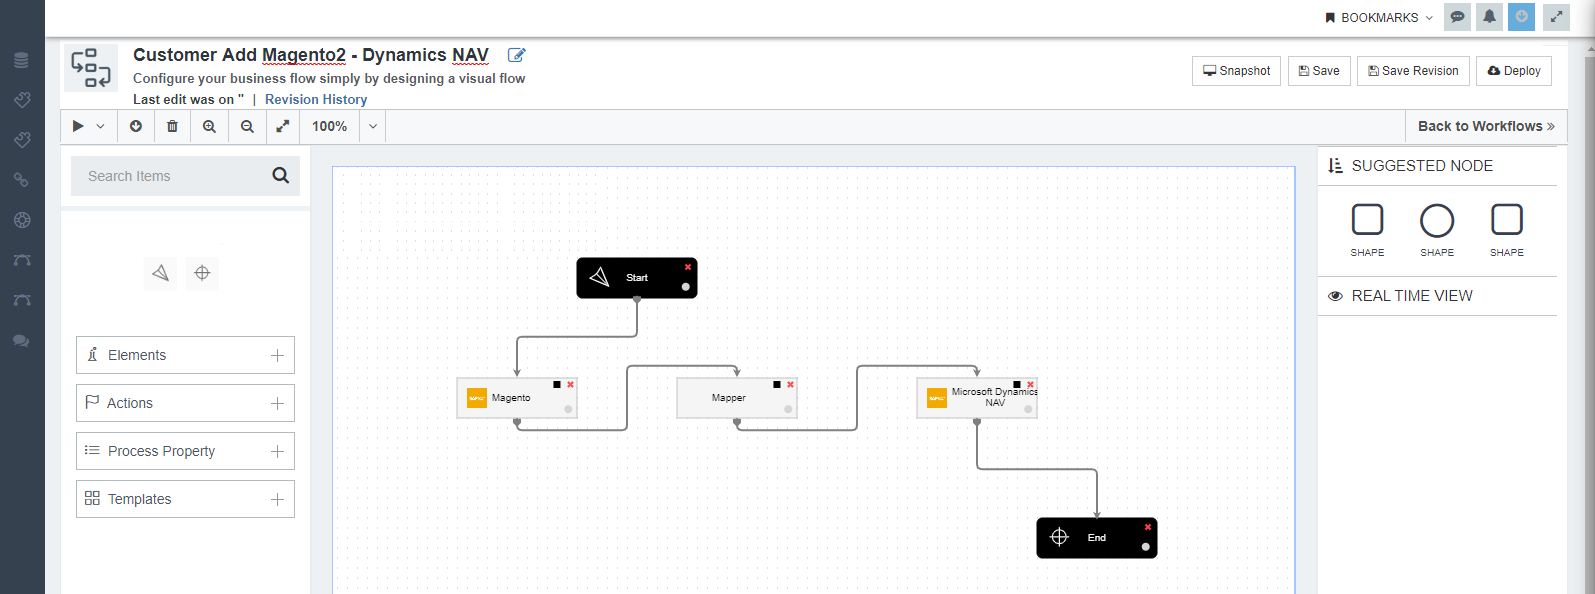 BOOKMARKS
Customer Add Magento2 - Dynamics NAV
Configure your business flow simply by designing a visual flow
Last edit was on " | Revision History
Snapshot
Save
Save Revision
Deploy
100%
Back to Workflows »
Search Items
Elements
Actions
Process Property
Templates
Start
Magento
Mapper
Microsoft Dynamics
NAV
End
SUGGESTED NODE
SHAPE
SHAPE
SHAPE
REAL TIME VIEW